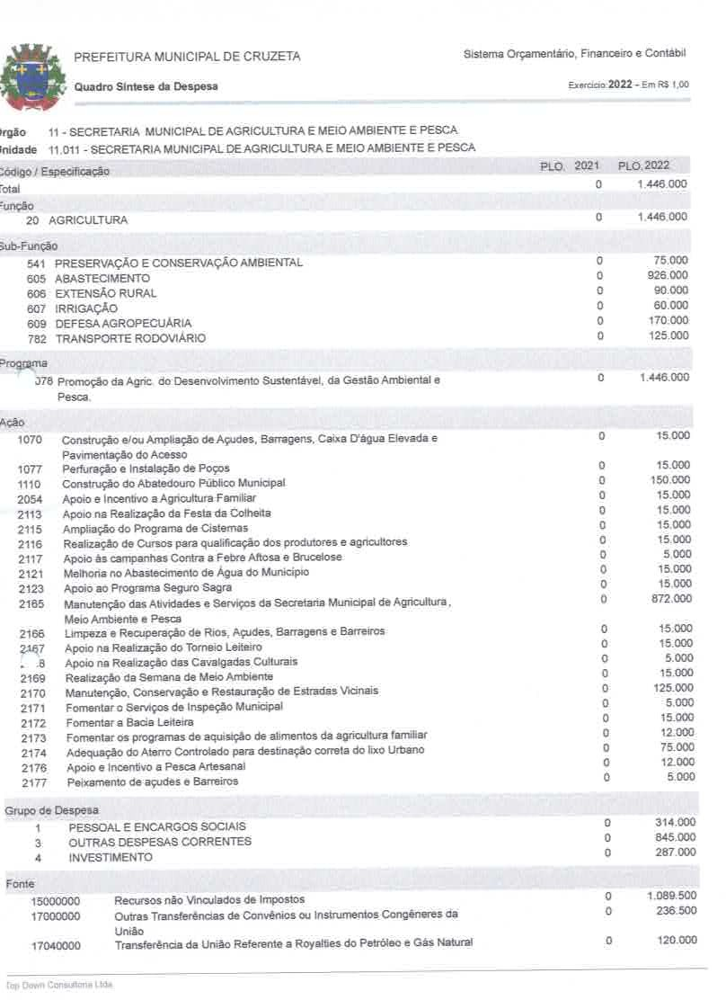 PREFEITURA MUNICIPAL DE CRUZETA
Sistema Orçamentário, Financeiro e Contábil
Quadro Síntese da Despesa
Exercício: 2022 – Em R$ 1,00
rgão 11 - SECRETARIA MUNICIPAL DE AGRICULTURA E MEIO AMBIENTE E PESCA
Unidade 11.011 - SECRETARIA MUNICIPAL DE AGRICULTURA E MEIO AMBIENTE E PESCA
Código / Especificação PLO. 2021 PLO. 2022
Total 0 1.446.000
Função
20 AGRICULTURA 0 1.446.000
Sub-Função
541 PRESERVAÇÃO E CONSERVAÇÃO AMBIENTAL 0 75.000
605 ABASTECIMENTO 0 926.000
606 EXTENSÃO RURAL 0 90.000
607 IRRIGAÇÃO 0 60.000
609 DEFESA AGROPECUÁRIA 0 170.000
782 TRANSPORTE RODOVIÁRIO 0 125.000
Programa
078 Promoção da Agric. do Desenvolvimento Sustentável, da Gestão Ambiental e 0 1.446.000
Pesca.
Ação
1070 Construção e/ou Ampliação de Açudes, Barragens, Caixa D'água Elevada e 0 15.000
Pavimentação do Acesso
1077 Perfuração e Instalação de Poços 0 15.000
1110 Construção do Abatedouro Público Municipal 0 150.000
2054 Apoio e Incentivo a Agricultura Familiar 0 15.000
2113 Apoio na Realização da Festa da Colheita 0 15.000
2115 Ampliação do Programa de Cisternas 0 15.000
2116 Realização de Cursos para qualificação dos produtores e agricultores 0 15.000
2117 Apoio às campanhas Contra a Febre Aftosa e Brucelose 0 5.000
2121 Melhoria no Abastecimento de Água do Município 0 15.000
2123 Apoio ao Programa Seguro Sagra 0 15.000
2165 Manutenção das Atividades e Serviços da Secretaria Municipal de Agricultura, 0 872.000
Meio Ambiente e Pesca
2166 Limpeza e Recuperação de Rios, Açudes, Barragens e Barreiros 0 15.000
2167 Apoio na Realização do Torneio Leiteiro 0 15.000
8 Apoio na Realização das Cavalgadas Culturais 0 5.000
2169 Realização da Semana de Meio Ambiente 0 15.000
2170 Manutenção, Conservação e Restauração de Estradas Vicinais 0 125.000
2171 Fomentar o Serviços de Inspeção Municipal 0 5.000
2172 Fomentar a Bacia Leiteira 0 15.000
2173 Fomentar os programas de aquisição de alimentos da agricultura familiar 0 12.000
2174 Adequação do Aterro Controlado para destinação correta do lixo Urbano 0 75.000
2176 Apoio e Incentivo a Pesca Artesanal 0 12.000
2177 Peixamento de açudes e Barreiros 0 5.000
Grupo de Despesa
1 PESSOAL E ENCARGOS SOCIAIS 0 314.000
3 OUTRAS DESPESAS CORRENTES 0 845.000
4 INVESTIMENTO 0 287.000
Fonte
15000000 Recursos não Vinculados de Impostos 0 1.089.500
17000000 Outras Transferências de Convênios ou Instrumentos Congêneres da 0 236.500
União
17040000 Transferência da União Referente a Royalties do Petróleo e Gás Natural 0 120.000
Top Down Consultoria Ltda